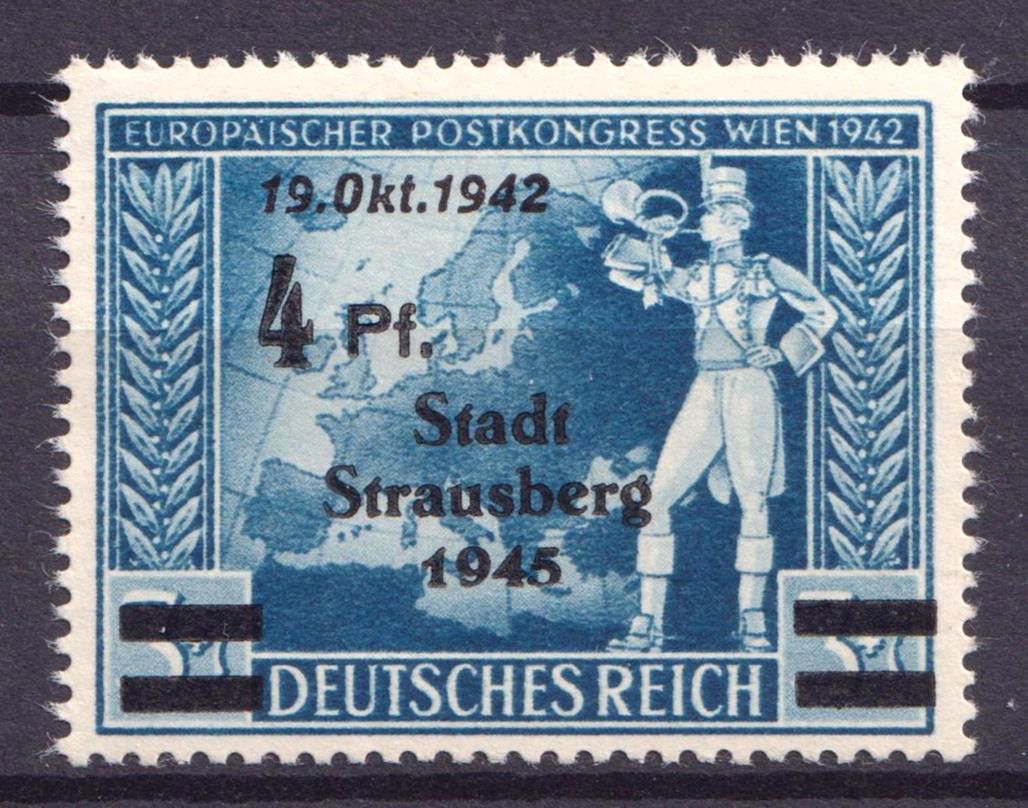 EUROPÄISCHER POSTKONGRESS WIEN 1942
19.Okt.1942
4 Pf.
Stadt
Strausberg
1945
DEUTSCHES REICH